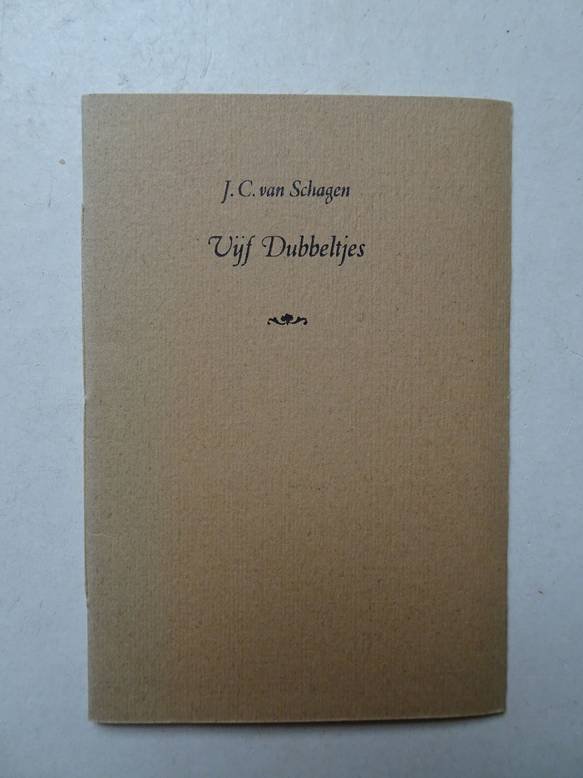 J. C. van Schagen
Vijf Dubbeltjes